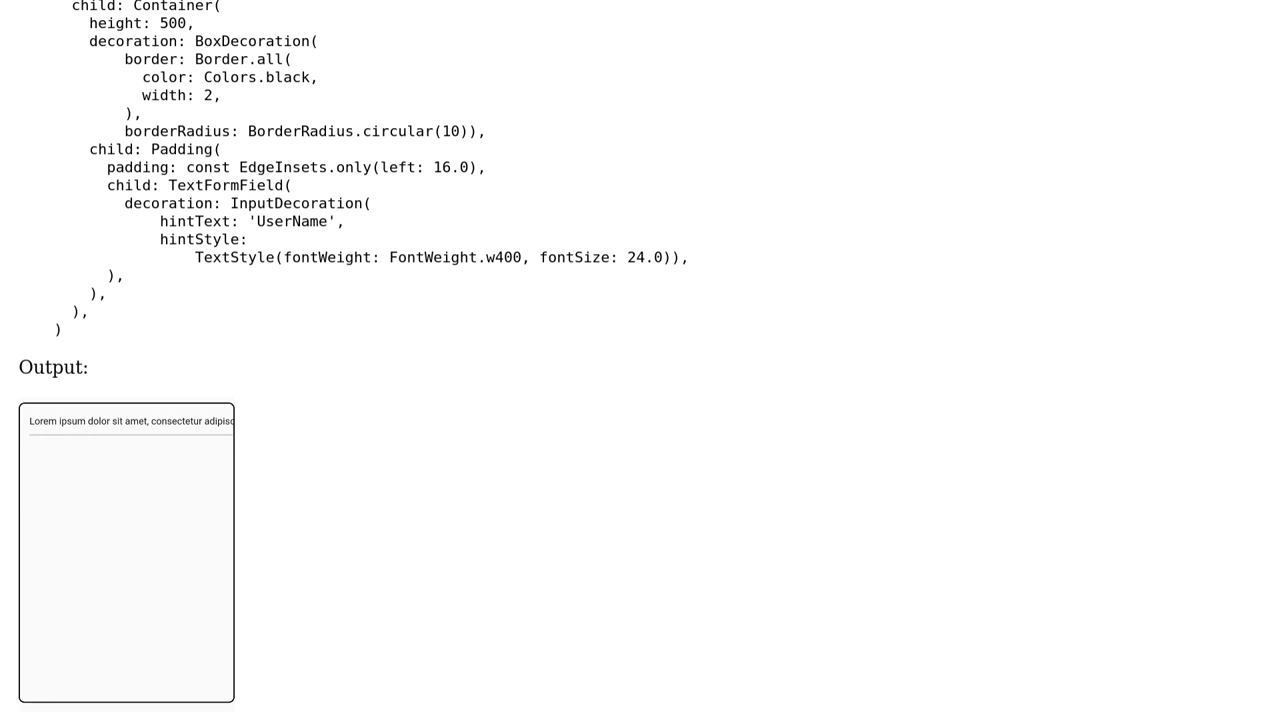 child: Container(
height: 500,
decoration: BoxDecoration(
border: Border.all(
color: Colors.black,
width: 2,
),
borderRadius: BorderRadius.circular(10)),
child: Padding(
padding: const EdgeInsets.only(left: 16.0),
child: TextFormField(
decoration: InputDecoration(
hintText: 'UserName',
hintStyle:
TextStyle(fontWeight: FontWeight.w400, fontSize: 24.0)),
),
),
),
)
Output:
Lorem ipsum dolor sit amet, consectetur adipisc